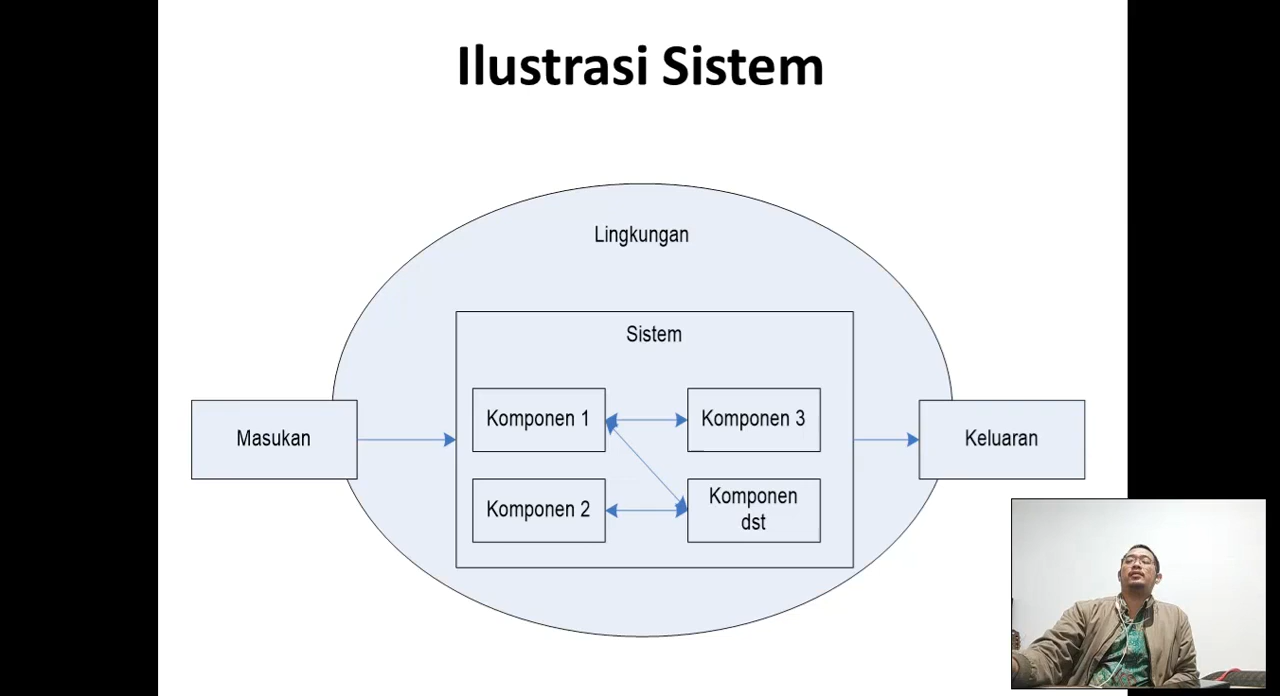 Ilustrasi Sistem
Lingkungan
Sistem
Komponen 1
Komponen 3
Masukan
Keluaran
Komponen 2
Komponen
dst